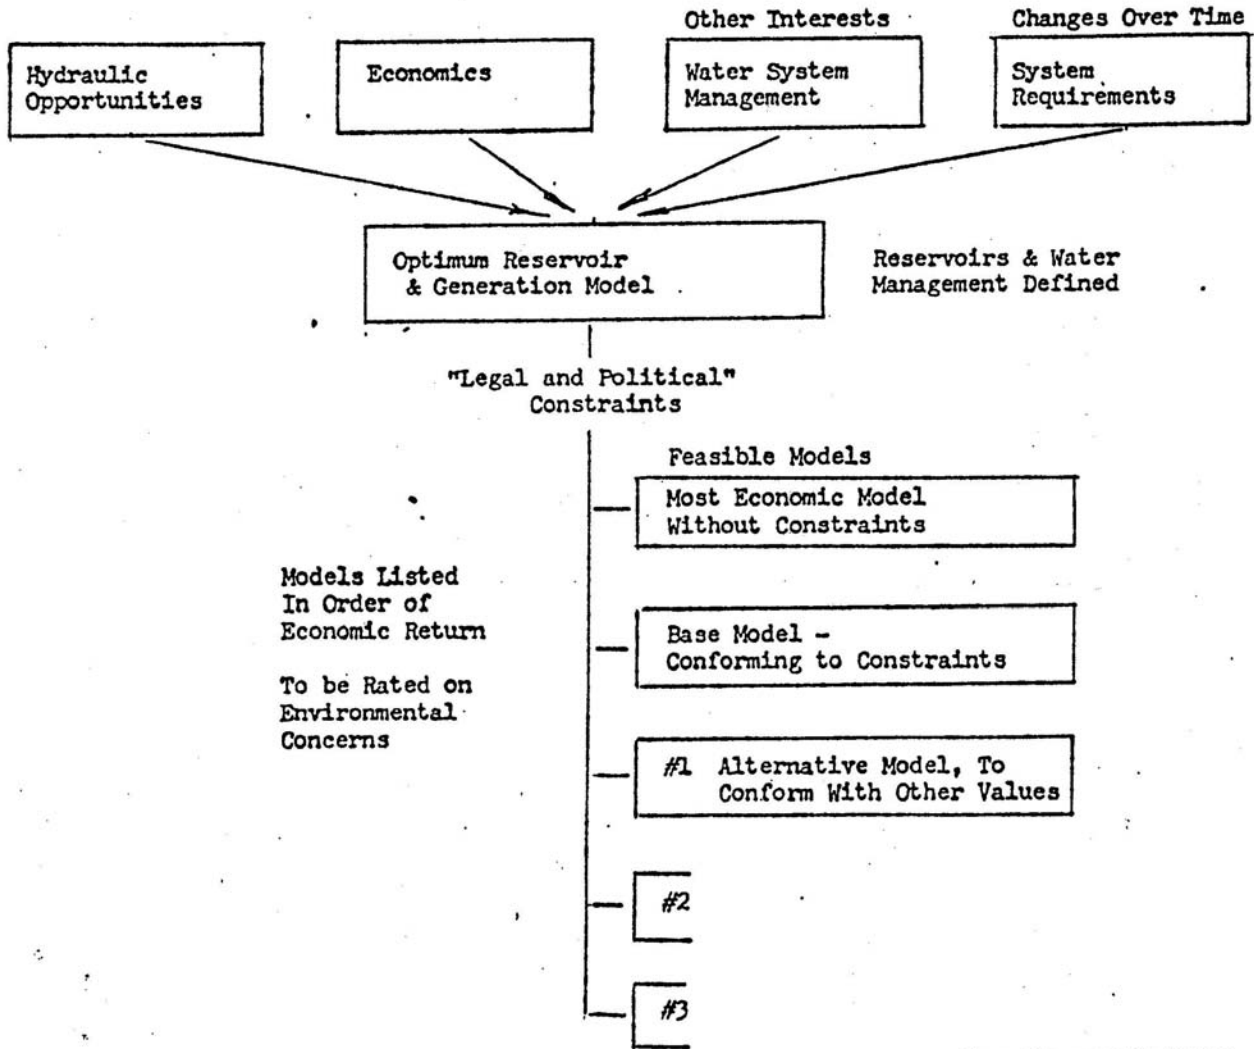 Other Interests
Changes Over Time
Hydraulic
Opportunities
Economics
Water System
Management
System
Requirements
Optimum Reservoir
& Generation Model
Reservoirs & Water
Management Defined
"Legal and Political"
Constraints
Feasible Models
Most Economic Model
Without Constraints
Models Listed
In Order of
Economic Return
Base Model -
Conforming to Constraints
To be Rated on
Environmental
Concerns
#1 Alternative Model, To
Conform With Other Values
#2
#3